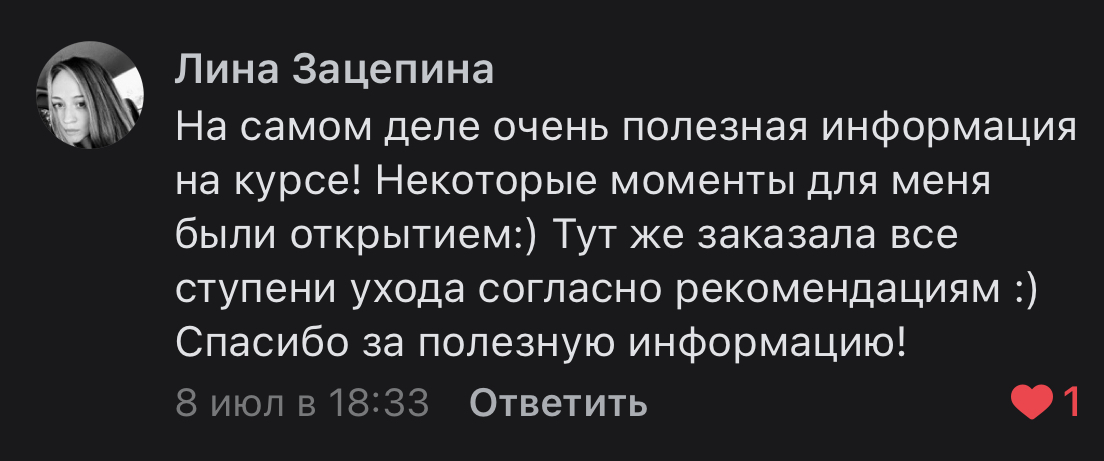 Лина Зацепина
На самом деле очень полезная информация
на курсе! Некоторые моменты для меня
были открытием:) Тут же заказала все
ступени ухода согласно рекомендациям :)
Спасибо за полезную информацию!
8 июл в 18:33 Ответить 1